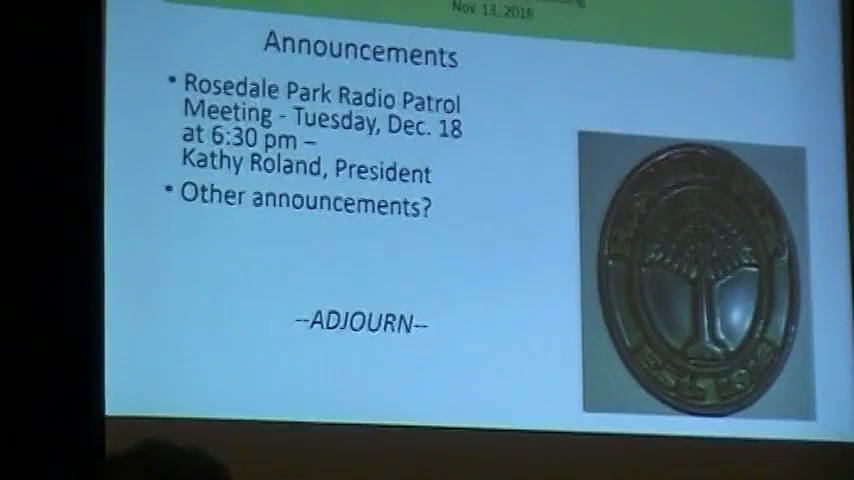 Nov. 13, 2018
Announcements
• Rosedale Park Radio Patrol
Meeting - Tuesday, Dec. 18
at 6:30 pm –
Kathy Roland, President
• Other announcements?
--ADJOURN--